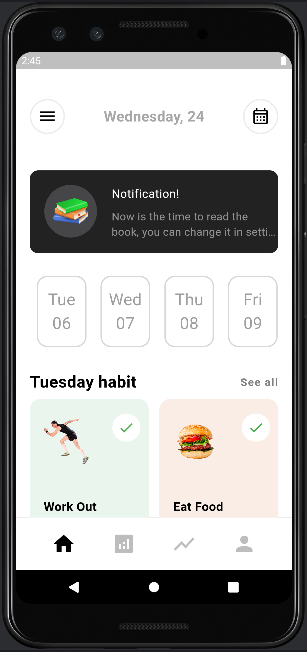 2:45
Wednesday, 24
Notification!
Now is the time to read the
book, you can change it in setti...
Tue Wed Thu Fri
06 07 08 09
Tuesday habit See all
Work Out Eat Food